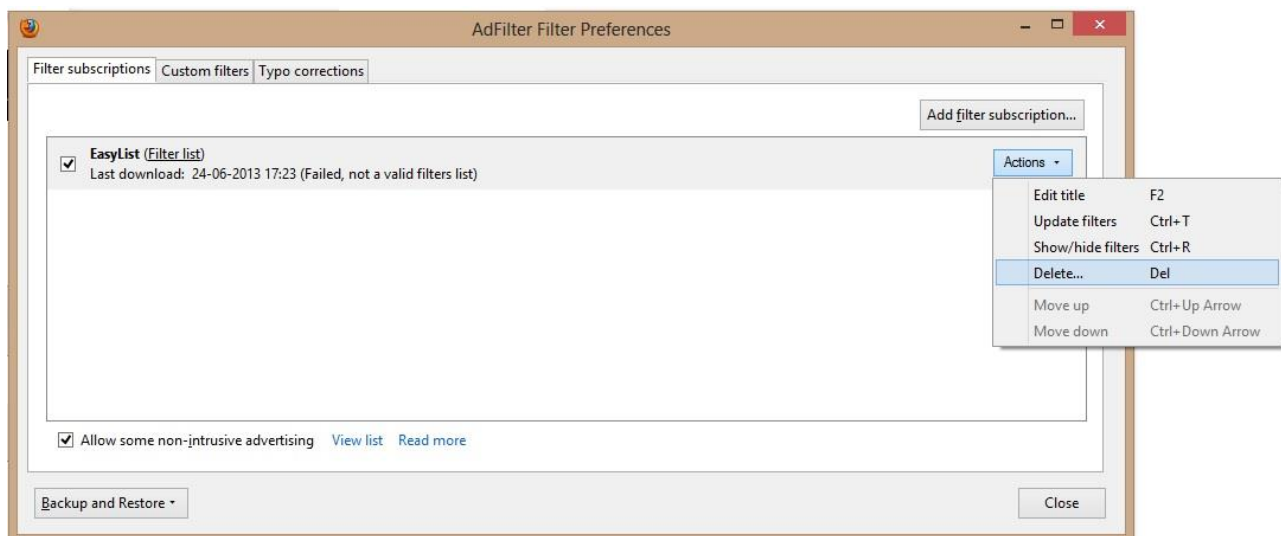 AdFilter Filter Preferences
Filter subscriptions Custom filters Typo corrections
Add filter subscription...
EasyList (Filter list)
Last download: 24-06-2013 17:23 (Failed, not a valid filters list)
Actions
Edit title F2
Update filters Ctrl+T
Show/hide filters Ctrl+R
Delete... Del
Move up Ctrl+Up Arrow
Move down Ctrl+Down Arrow
Allow some non-intrusive advertising View list Read more
Backup and Restore Close